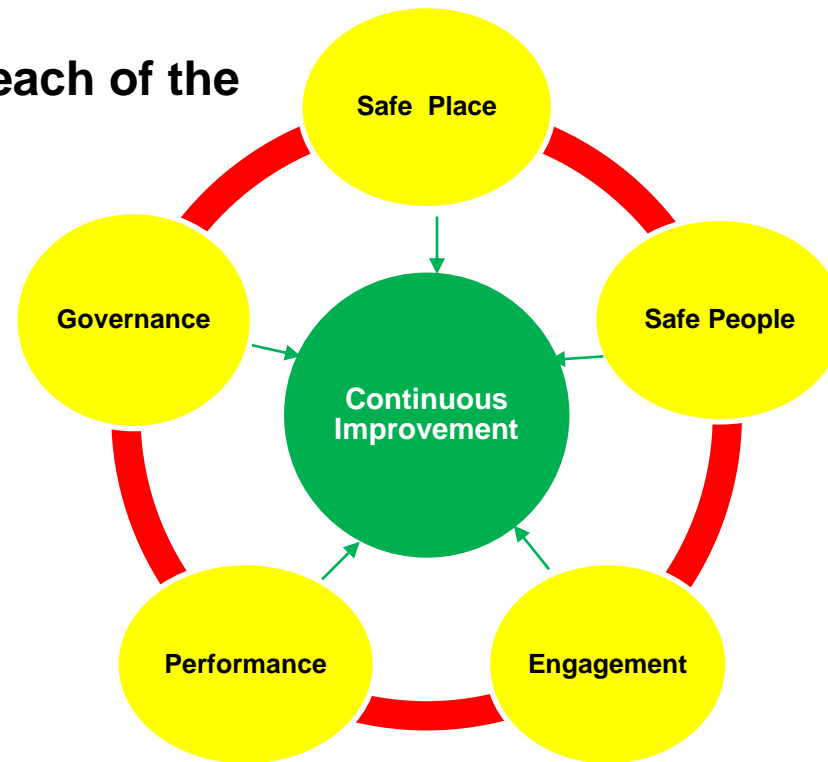 each of the
Safe Place
Governance
Safe People
Continuous
Improvement
Performance
Engagement